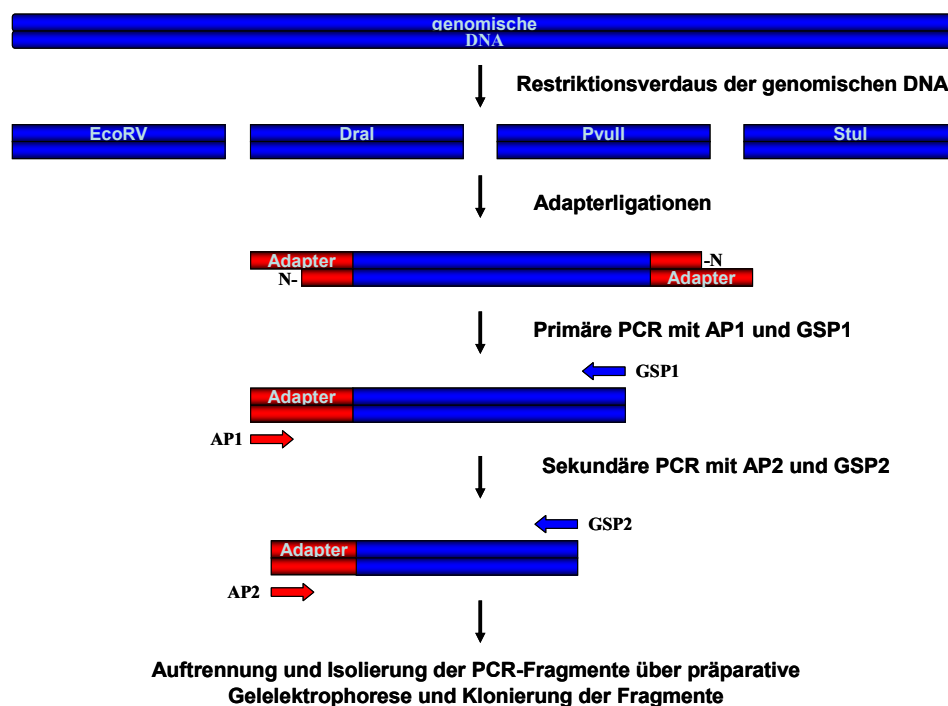 genomische
DNA
Restriktionsverdaus der genomischen DNA
EcoRV DraI PvuII StuI
Adapterligationen
Adapter -N
N- Adapter
Primäre PCR mit AP1 und GSP1
GSP1
Adapter
AP1
Sekundäre PCR mit AP2 und GSP2
GSP2
Adapter
AP2
Auftrennung und Isolierung der PCR-Fragmente über präparative
Gelelektrophorese und Klonierung der Fragmente